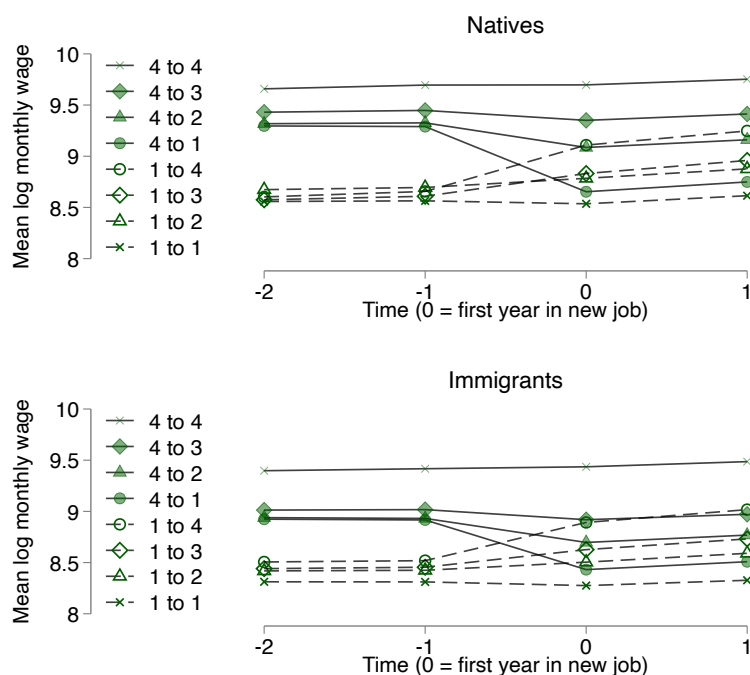 Natives
Mean log monthly wage
10
9.5
9
8.5
8
4 to 4
4 to 3
4 to 2
4 to 1
1 to 4
1 to 3
1 to 2
1 to 1
-2 -1 0 1
Time (0 = first year in new job)
Immigrants
Mean log monthly wage
10
9.5
9
8.5
8
4 to 4
4 to 3
4 to 2
4 to 1
1 to 4
1 to 3
1 to 2
1 to 1
-2 -1 0 1
Time (0 = first year in new job)